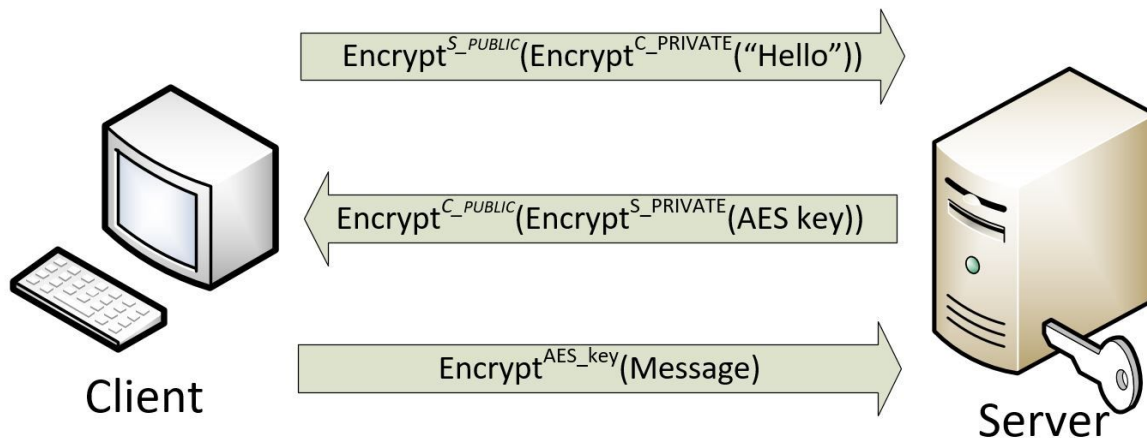 Encrypt^S_PUBLIC(Encrypt^C_PRIVATE(“Hello”))
Encrypt^C_PUBLIC(Encrypt^S_PRIVATE(AES key))
Encrypt^AES_key(Message)
Client
Server